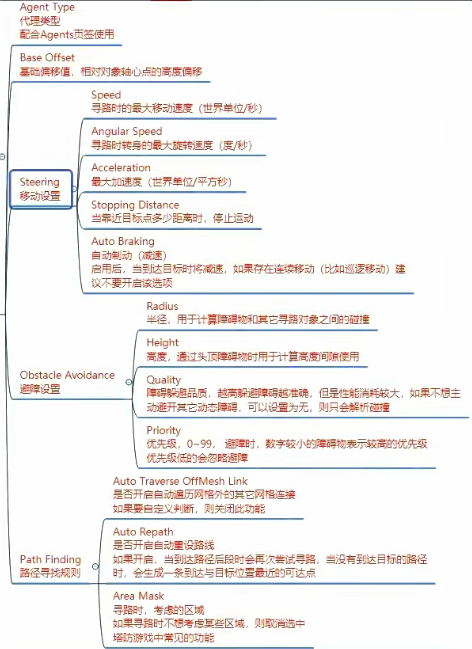 Agent Type
代理类型
配合Agents页签使用
Base Offset
基础偏移值，相对对象轴心点的高度偏移
Steering
移动设置
Speed
寻路时的最大移动速度（世界单位/秒）
Angular Speed
寻路时转身的最大旋转速度（度/秒）
Acceleration
最大加速度（世界单位/平方秒）
Stopping Distance
当靠近目标点多少距离时，停止运动
Auto Braking
自动制动（减速）
启用后，当到达目标时将减速，如果存在连续移动（比如巡逻移动）建
议不要开启该选项
Obstacle Avoidance
避障设置
Radius
半径，用于计算障碍物和其它寻路对象之间的碰撞
Height
高度，通过头顶障碍物时用于计算高度间隙使用
Quality
障碍躲避品质，越高躲避障碍越准确，但是性能消耗较大，如果不想主
动避开其它动态障碍，可以设置为无，则只会解析碰撞
Priority
优先级，0~99， 避障时，数字较小的障碍物表示较高的优先级
优先级低的会忽略避障
Path Finding
路径寻找规则
Auto Traverse OffMesh Link
是否开启自动遍历网格外的其它网格连接
如果要自定义判断，则关闭此功能
Auto Repath
是否开启自动重设路线
如果开启，当到达路径后段时会再次尝试寻路，当没有到达目标的路径
时，会生成一条到达与目标位置最近的可达点
Area Mask
寻路时，考虑的区域
如果寻路时不想考虑某些区域，则取消选中
塔防游戏中常见的功能